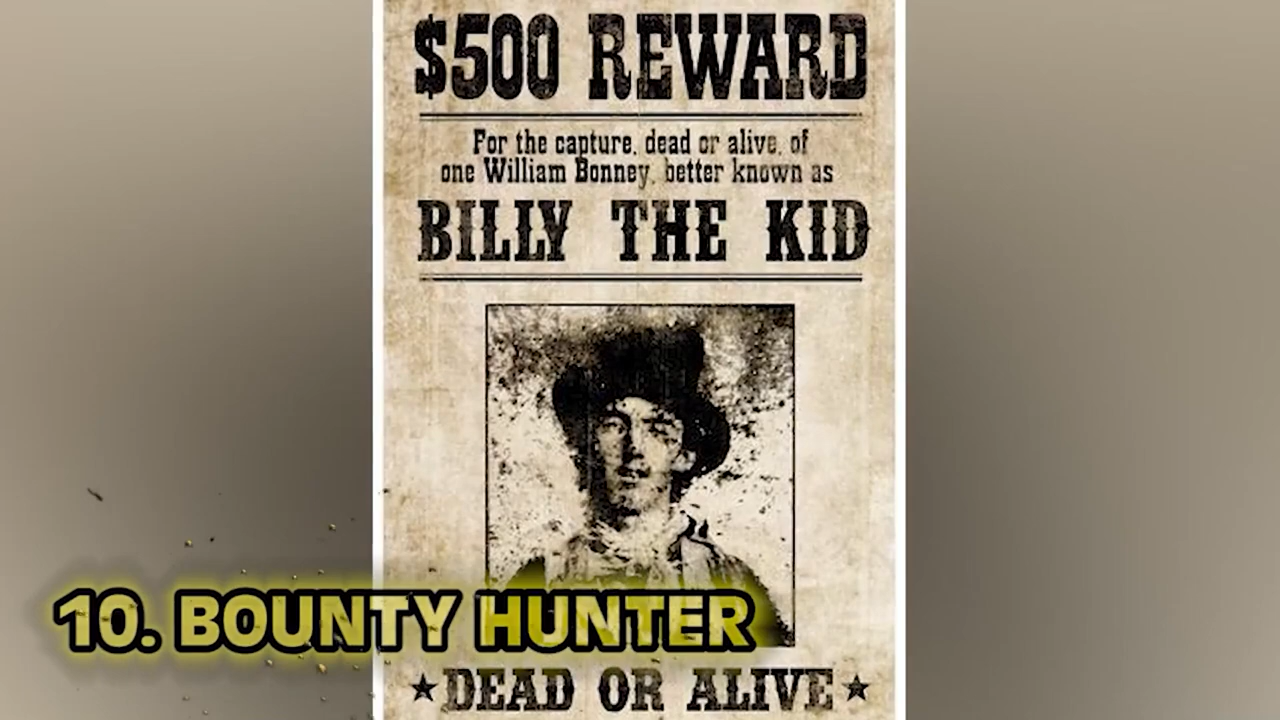 $500 REWARD
For the capture, dead or alive, of
one William Bonney, better known as
BILLY THE KID
10. BOUNTY HUNTER
★DEAD OR ALIVE★